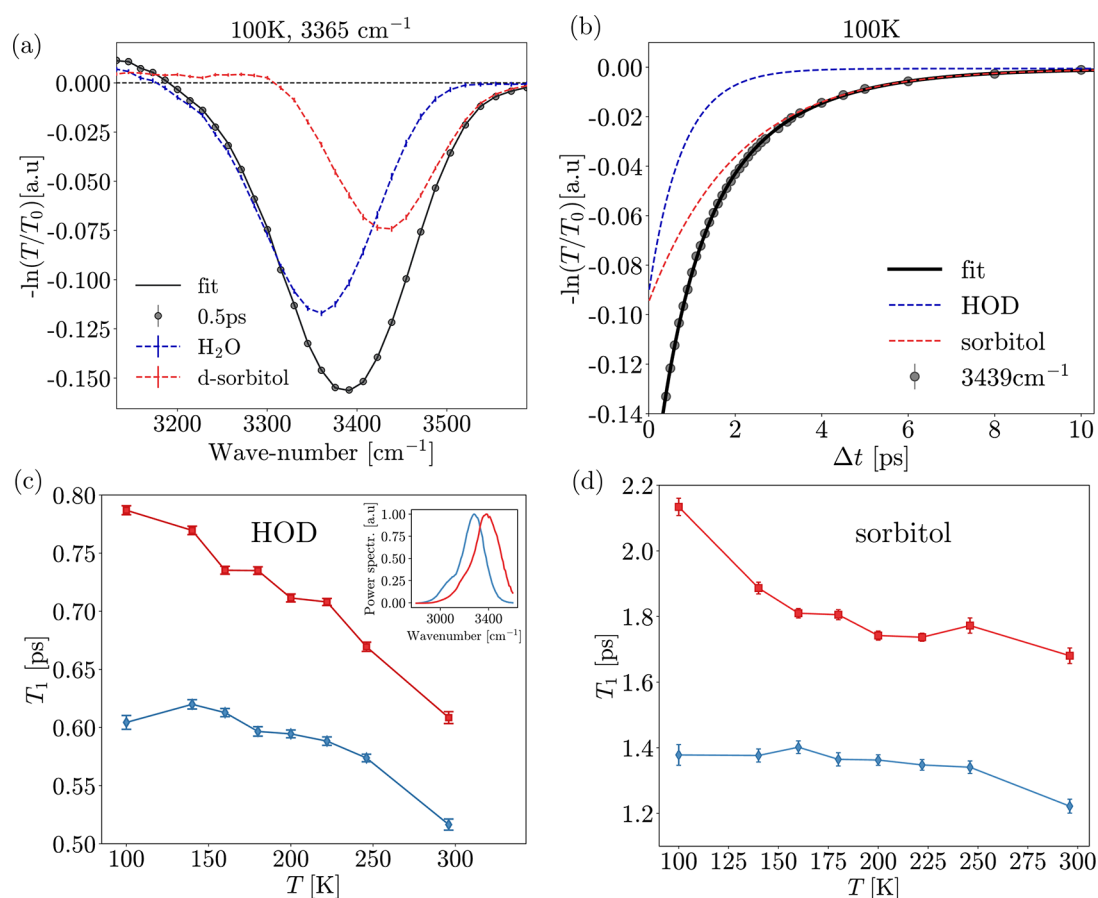 (a)
100K, 3365 cm⁻¹
0.000
-0.025
-0.050
-0.075
-0.100
-0.125
-0.150
-ln(T/T₀)[a.u]
fit
0.5ps
H₂O
d-sorbitol
3200 3300 3400 3500
Wave-number [cm⁻¹]
(b)
100K
0.00
-0.02
-0.04
-0.06
-0.08
-0.10
-0.12
-0.14
-ln(T/T₀)[a.u]
fit
HOD
sorbitol
3439cm⁻¹
0 2 4 6 8 10
Δt [ps]
(c)
0.80
0.75
0.70
0.65
0.60
0.55
0.50
T₁ [ps]
HOD
1.00
0.75
0.50
0.25
0.00
Power spectr. [a.u]
3000 3400
Wavenumber [cm⁻¹]
100 150 200 250 300
T [K]
(d)
2.2
2.0
1.8
1.6
1.4
1.2
T₁ [ps]
sorbitol
100 125 150 175 200 225 250 275 300
T [K]